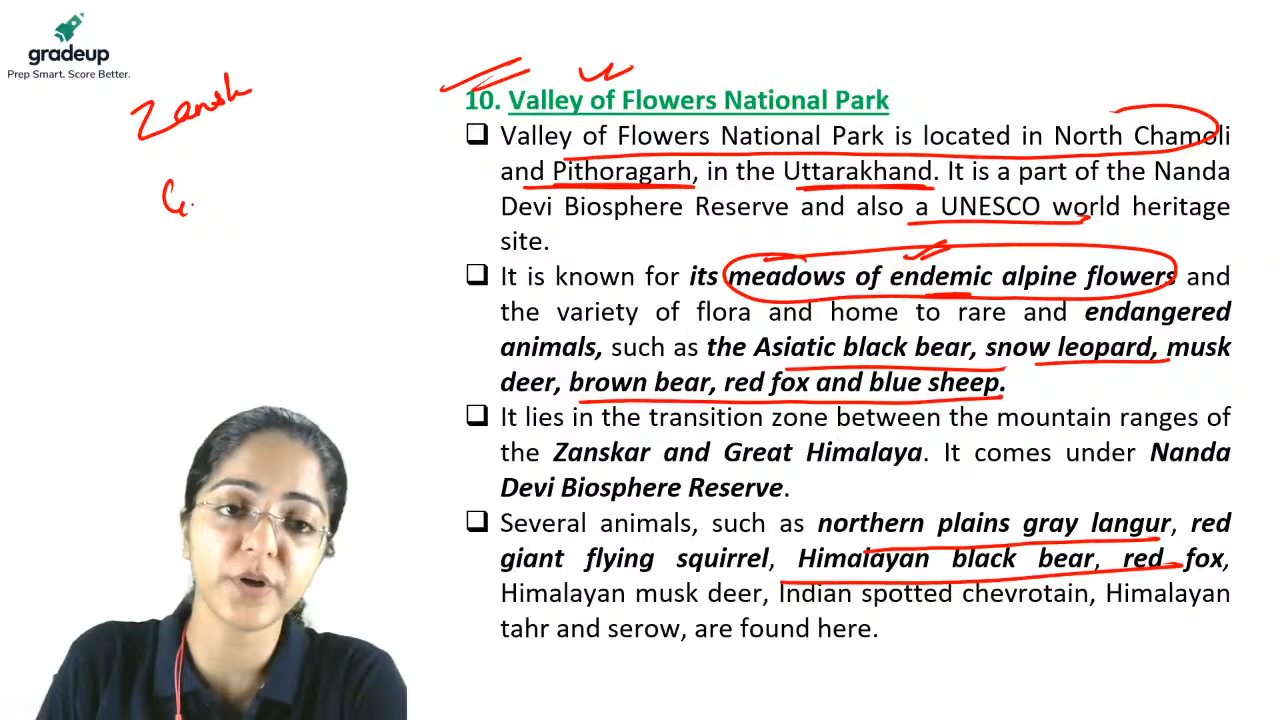 gradeup
Prep Smart. Score Better.
Zansk
G
10. Valley of Flowers National Park
Valley of Flowers National Park is located in North Chamoli
and Pithoragarh, in the Uttarakhand. It is a part of the Nanda
Devi Biosphere Reserve and also a UNESCO world heritage
site.
It is known for its meadows of endemic alpine flowers and
the variety of flora and home to rare and endangered
animals, such as the Asiatic black bear, snow leopard, musk
deer, brown bear, red fox and blue sheep.
It lies in the transition zone between the mountain ranges of
the Zanskar and Great Himalaya. It comes under Nanda
Devi Biosphere Reserve.
Several animals, such as northern plains gray langur, red
giant flying squirrel, Himalayan black bear, red fox,
Himalayan musk deer, Indian spotted chevrotain, Himalayan
tahr and serow, are found here.